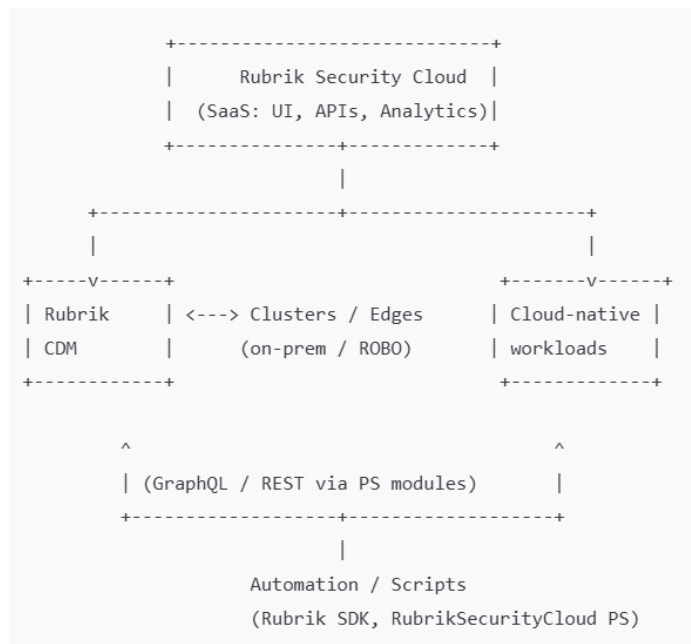 +-----------------------------+
|      Rubrik Security Cloud  |
|  (SaaS: UI, APIs, Analytics)|
+---------------+-------------+
|
+----------------------+----------------------+
|                                             |
+-----v------+                              +-------v------+
| Rubrik     | <---> Clusters / Edges      | Cloud-native |
| CDM        |      (on-prem / ROBO)       | workloads    |
+------------+                              +-------------+
^                                       ^
| (GraphQL / REST via PS modules)       |
+-------------------+-------------------+
|
Automation / Scripts
(Rubrik SDK, RubrikSecurityCloud PS)